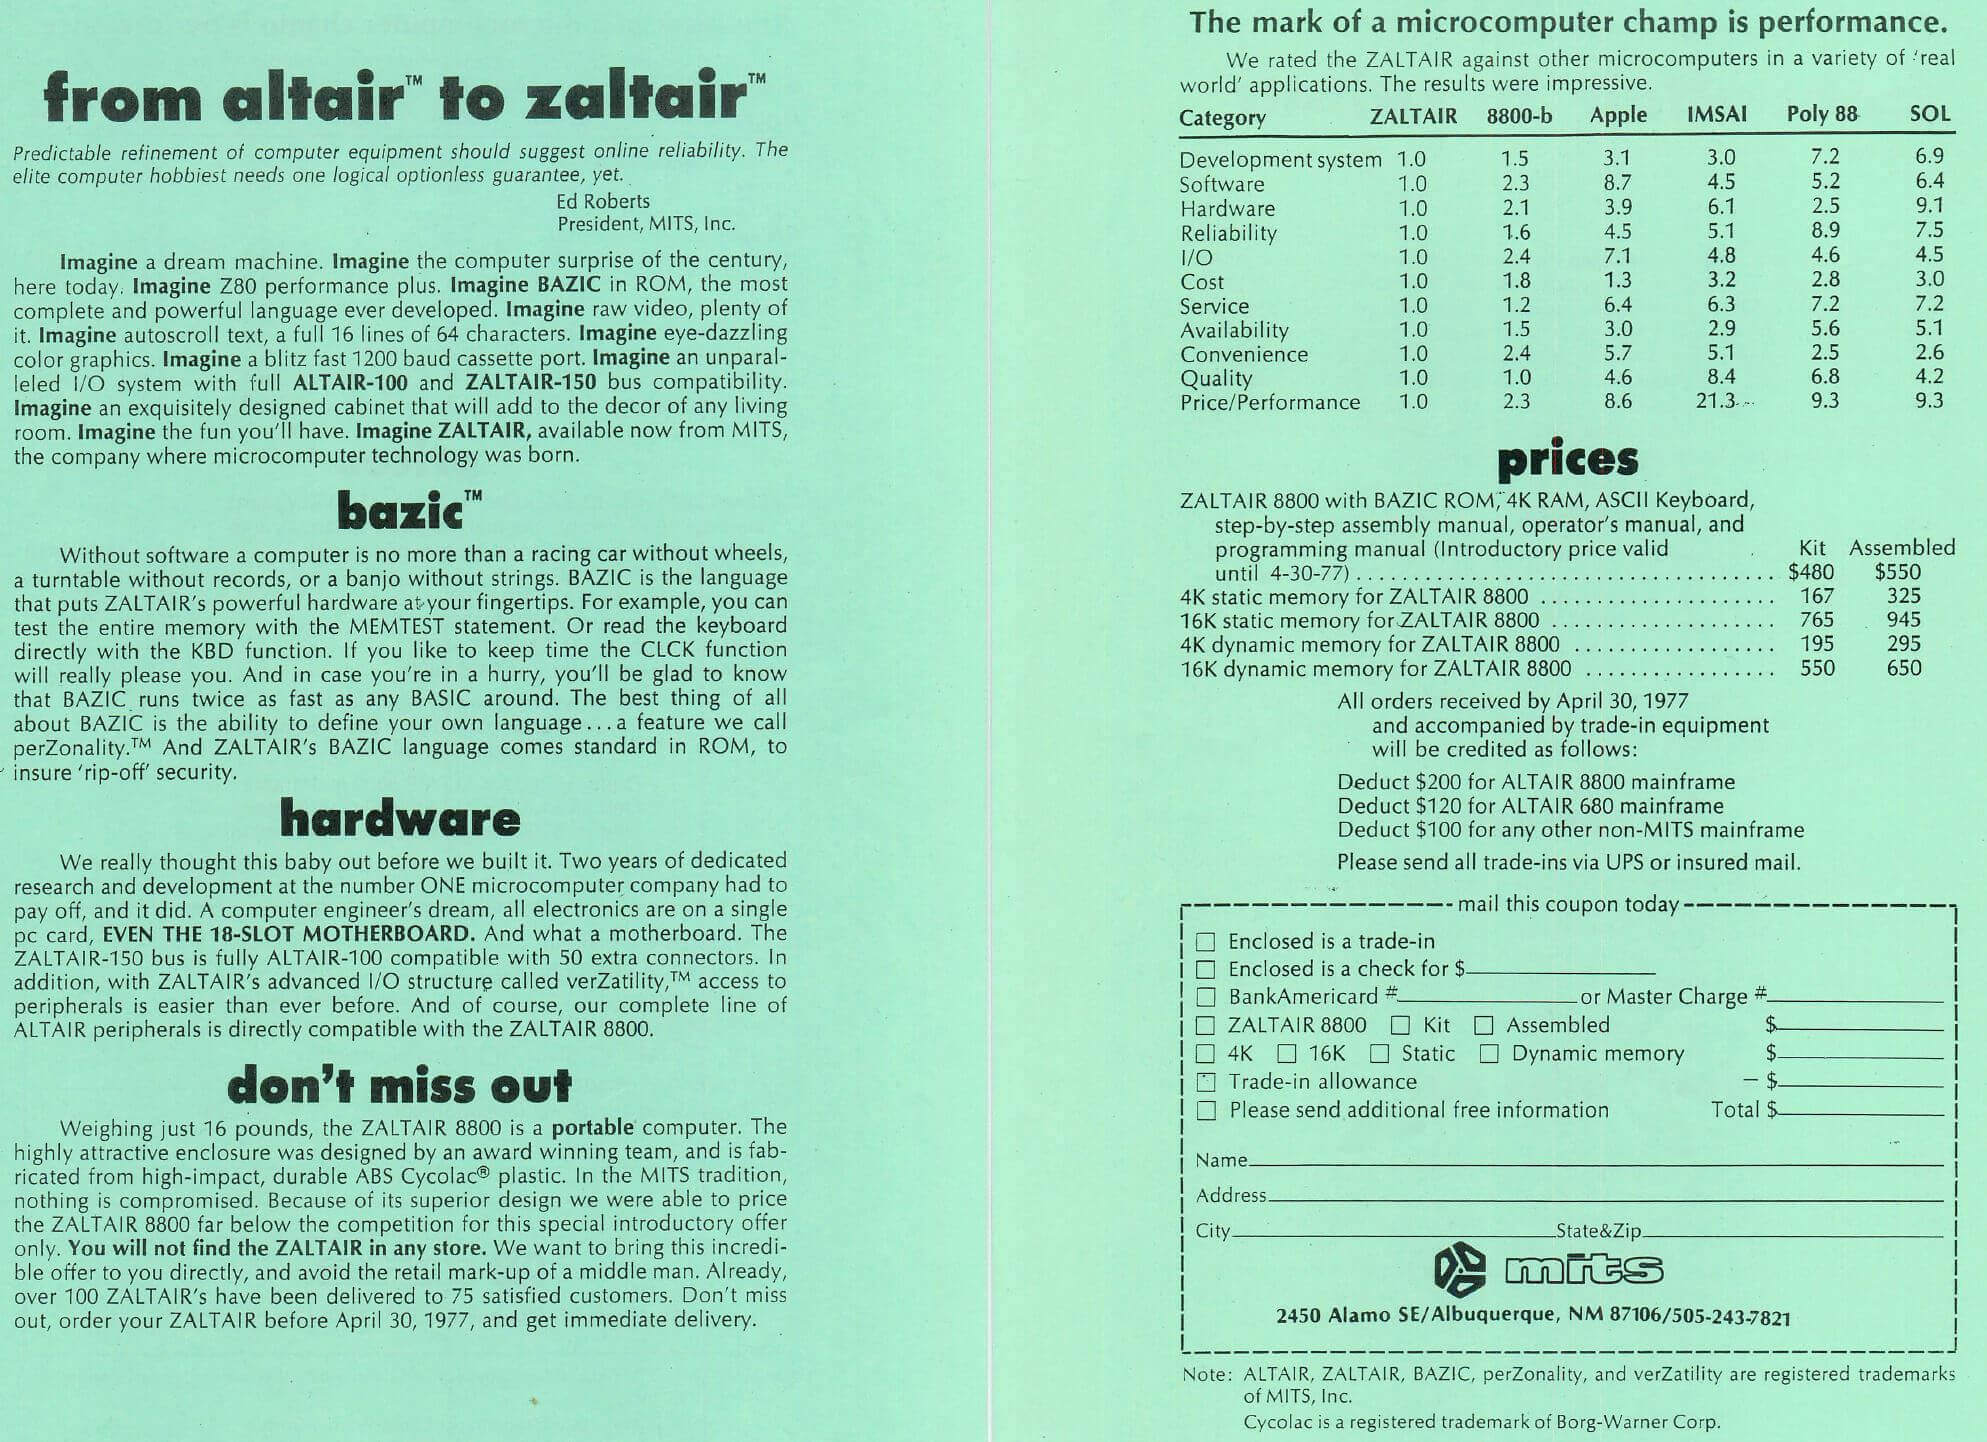 from altair™ to zaltair™
Predictable refinement of computer equipment should suggest online reliability. The
elite computer hobbiest needs one logical optionless guarantee, yet.
Ed Roberts
President, MITS, Inc.
Imagine a dream machine. Imagine the computer surprise of the century,
here today. Imagine Z80 performance plus. Imagine BAZIC in ROM, the most
complete and powerful language ever developed. Imagine raw video, plenty of
it. Imagine autoscroll text, a full 16 lines of 64 characters. Imagine eye-dazzling
color graphics. Imagine a blitz fast 1200 baud cassette port. Imagine an unparal-
leled I/O system with full ALTAIR-100 and ZALTAIR-150 bus compatibility.
Imagine an exquisitely designed cabinet that will add to the decor of any living
room. Imagine the fun you'll have. Imagine ZALTAIR, available now from MITS,
the company where microcomputer technology was born.
bazic™
Without software a computer is no more than a racing car without wheels,
a turntable without records, or a banjo without strings. BAZIC is the language
that puts ZALTAIR's powerful hardware at your fingertips. For example, you can
test the entire memory with the MEMTEST statement. Or read the keyboard
directly with the KBD function. If you like to keep time the CLCK function
will really please you. And in case you're in a hurry, you'll be glad to know
that BAZIC runs twice as fast as any BASIC around. The best thing of all
about BAZIC is the ability to define your own language...a feature we call
perZonality.™ And ZALTAIR's BAZIC language comes standard in ROM, to
insure 'rip-off' security.
hardware
We really thought this baby out before we built it. Two years of dedicated
research and development at the number ONE microcomputer company had to
pay off, and it did. A computer engineer's dream, all electronics are on a single
pc card, EVEN THE 18-SLOT MOTHERBOARD. And what a motherboard. The
ZALTAIR-150 bus is fully ALTAIR-100 compatible with 50 extra connectors. In
addition, with ZALTAIR's advanced I/O structure called verZatility,™ access to
peripherals is easier than ever before. And of course, our complete line of
ALTAIR peripherals is directly compatible with the ZALTAIR 8800.
don't miss out
Weighing just 16 pounds, the ZALTAIR 8800 is a portable computer. The
highly attractive enclosure was designed by an award winning team, and is fab-
ricated from high-impact, durable ABS Cycolac® plastic. In the MITS tradition,
nothing is compromised. Because of its superior design we were able to price
the ZALTAIR 8800 far below the competition for this special introductory offer
only. You will not find the ZALTAIR in any store. We want to bring this incredi-
ble offer to you directly, and avoid the retail mark-up of a middle man. Already,
over 100 ZALTAIR's have been delivered to 75 satisfied customers. Don't miss
out, order your ZALTAIR before April 30, 1977, and get immediate delivery.
The mark of a microcomputer champ is performance.
We rated the ZALTAIR against other microcomputers in a variety of 'real
world' applications. The results were impressive.
Category ZALTAIR 8800-b Apple IMSAI Poly 88 SOL
Development system 1.0 1.5 3.1 3.0 7.2 6.9
Software 1.0 2.3 8.7 4.5 5.2 6.4
Hardware 1.0 2.1 3.9 6.1 2.5 9.1
Reliability 1.0 1.6 4.5 5.1 8.9 7.5
I/O 1.0 2.4 7.1 4.8 4.6 4.5
Cost 1.0 1.8 1.3 3.2 2.8 3.0
Service 1.0 1.2 6.4 6.3 7.2 7.2
Availability 1.0 1.5 3.0 2.9 5.6 5.1
Convenience 1.0 2.4 5.7 5.1 2.5 2.6
Quality 1.0 1.0 4.6 8.4 6.8 4.2
Price/Performance 1.0 2.3 8.6 21.3 9.3 9.3
prices
ZALTAIR 8800 with BAZIC ROM, 4K RAM, ASCII Keyboard,
step-by-step assembly manual, operator's manual, and
programming manual (Introductory price valid Kit Assembled
until 4-30-77) ........................................ $480 $550
4K static memory for ZALTAIR 8800 ...................... 167 325
16K static memory for ZALTAIR 8800 ..................... 765 945
4K dynamic memory for ZALTAIR 8800 ................... 195 295
16K dynamic memory for ZALTAIR 8800 .................. 550 650
All orders received by April 30, 1977
and accompanied by trade-in equipment
will be credited as follows:
Deduct $200 for ALTAIR 8800 mainframe
Deduct $120 for ALTAIR 680 mainframe
Deduct $100 for any other non-MITS mainframe
Please send all trade-ins via UPS or insured mail.
mail this coupon today
Enclosed is a trade-in
Enclosed is a check for $
BankAmericard # or Master Charge #
ZALTAIR 8800 Kit Assembled $
4K 16K Static Dynamic memory $
Trade-in allowance – $
Please send additional free information Total $
Name
Address
City State&Zip
mits
2450 Alamo SE/Albuquerque, NM 87106/505-243-7821
Note: ALTAIR, ZALTAIR, BAZIC, perZonality, and verZatility are registered trademarks
of MITS, Inc.
Cycolac is a registered trademark of Borg-Warner Corp.